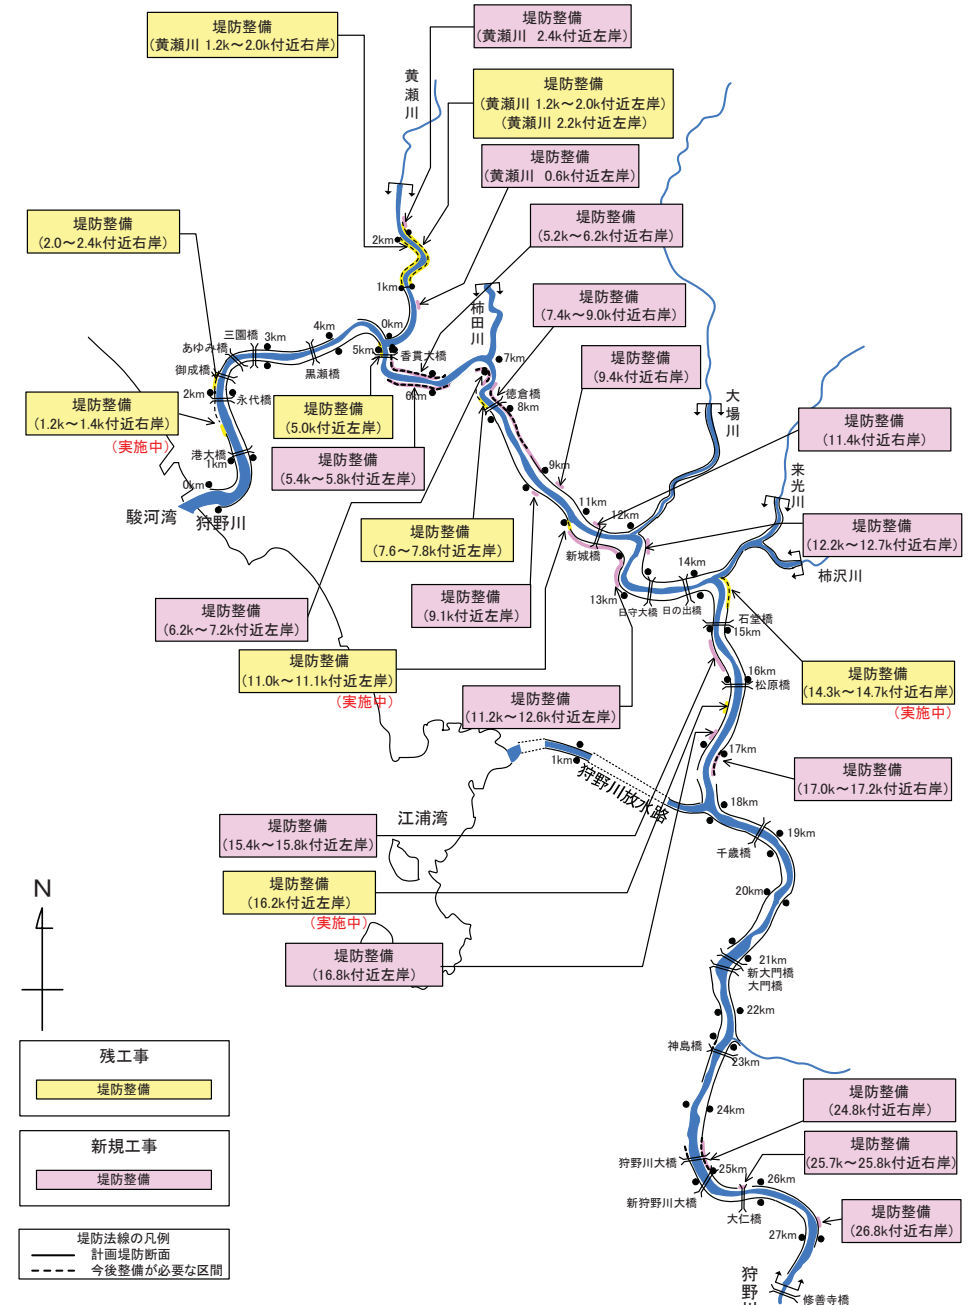 堤防整備
(黄瀬川 1.2k～2.0k付近右岸)
堤防整備
(黄瀬川 2.4k付近左岸)
黄瀬川
堤防整備
(黄瀬川 1.2k～2.0k付近左岸)
(黄瀬川 2.2k付近左岸)
堤防整備
(黄瀬川 0.6k付近左岸)
堤防整備
(2.0～2.4k付近右岸)
堤防整備
(5.2k～6.2k付近右岸)
2km
1km
柿田川
堤防整備
(7.4k～9.0k付近右岸)
4km
0km
三園橋
3km
あゆみ橋
5km
香貫大橋
7km
堤防整備
(9.4k付近右岸)
御成橋
黒瀬橋
6km
徳倉橋
8km
2km
永代橋
大場川
堤防整備
(1.2k～1.4k付近右岸)
(実施中)
堤防整備
(5.0k付近左岸)
堤防整備
(11.4k付近右岸)
港大橋
1km
堤防整備
(5.4k～5.8k付近左岸)
9km
来光川
0km
駿河湾
狩野川
11km
12km
堤防整備
(7.6～7.8k付近左岸)
新城橋
堤防整備
(12.2k～12.7k付近右岸)
14km
柿沢川
堤防整備
(6.2k～7.2k付近左岸)
堤防整備
(9.1k付近左岸)
13km
日守大橋
日の出橋
石堂橋
15km
堤防整備
(11.0k～11.1k付近左岸)
(実施中)
16km
松原橋
堤防整備
(14.3k～14.7k付近右岸)
(実施中)
堤防整備
(11.2k～12.6k付近左岸)
17km
1km
狩野川放水路
堤防整備
(17.0k～17.2k付近右岸)
18km
江浦湾
堤防整備
(15.4k～15.8k付近左岸)
19km
千歳橋
堤防整備
(16.2k付近左岸)
(実施中)
20km
堤防整備
(16.8k付近左岸)
21km
新大門橋
大門橋
N
22km
神島橋
23km
残工事
堤防整備
堤防整備
(24.8k付近右岸)
24km
新規工事
堤防整備
堤防整備
(25.7k～25.8k付近右岸)
狩野川大橋
25km
26km
新狩野川大橋
大仁橋
堤防整備
(26.8k付近右岸)
27km
堤防法線の凡例
計画堤防断面
今後整備が必要な区間
狩野川
修善寺橋